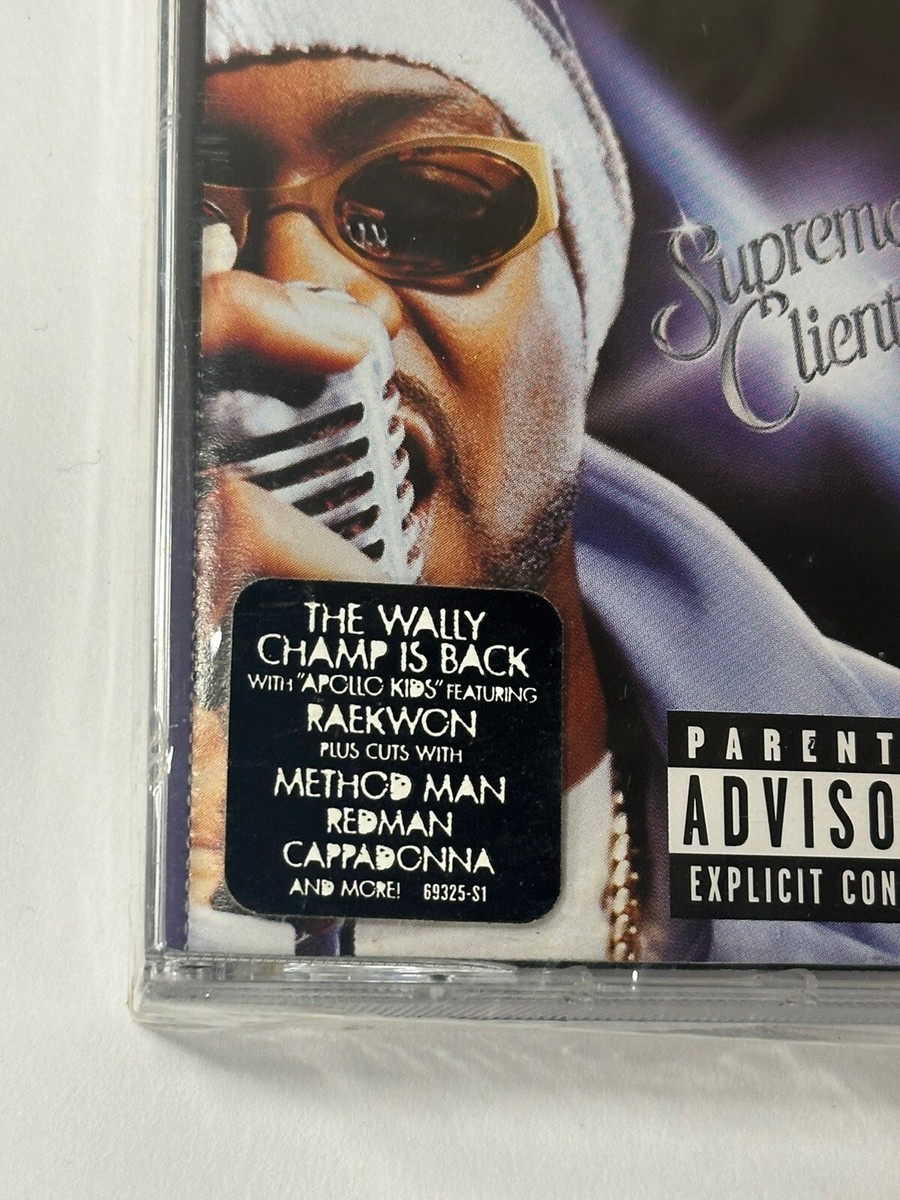 Supreme
Client
THE WALLY
CHAMP IS BACK
WITH "APOLLO KIDS" FEATURING
RAEKWON
PLUS CUTS WITH
METHOD MAN
REDMAN
CAPPADONNA
AND MORE! 69325-S1
PARENT
ADVISO
EXPLICIT CON